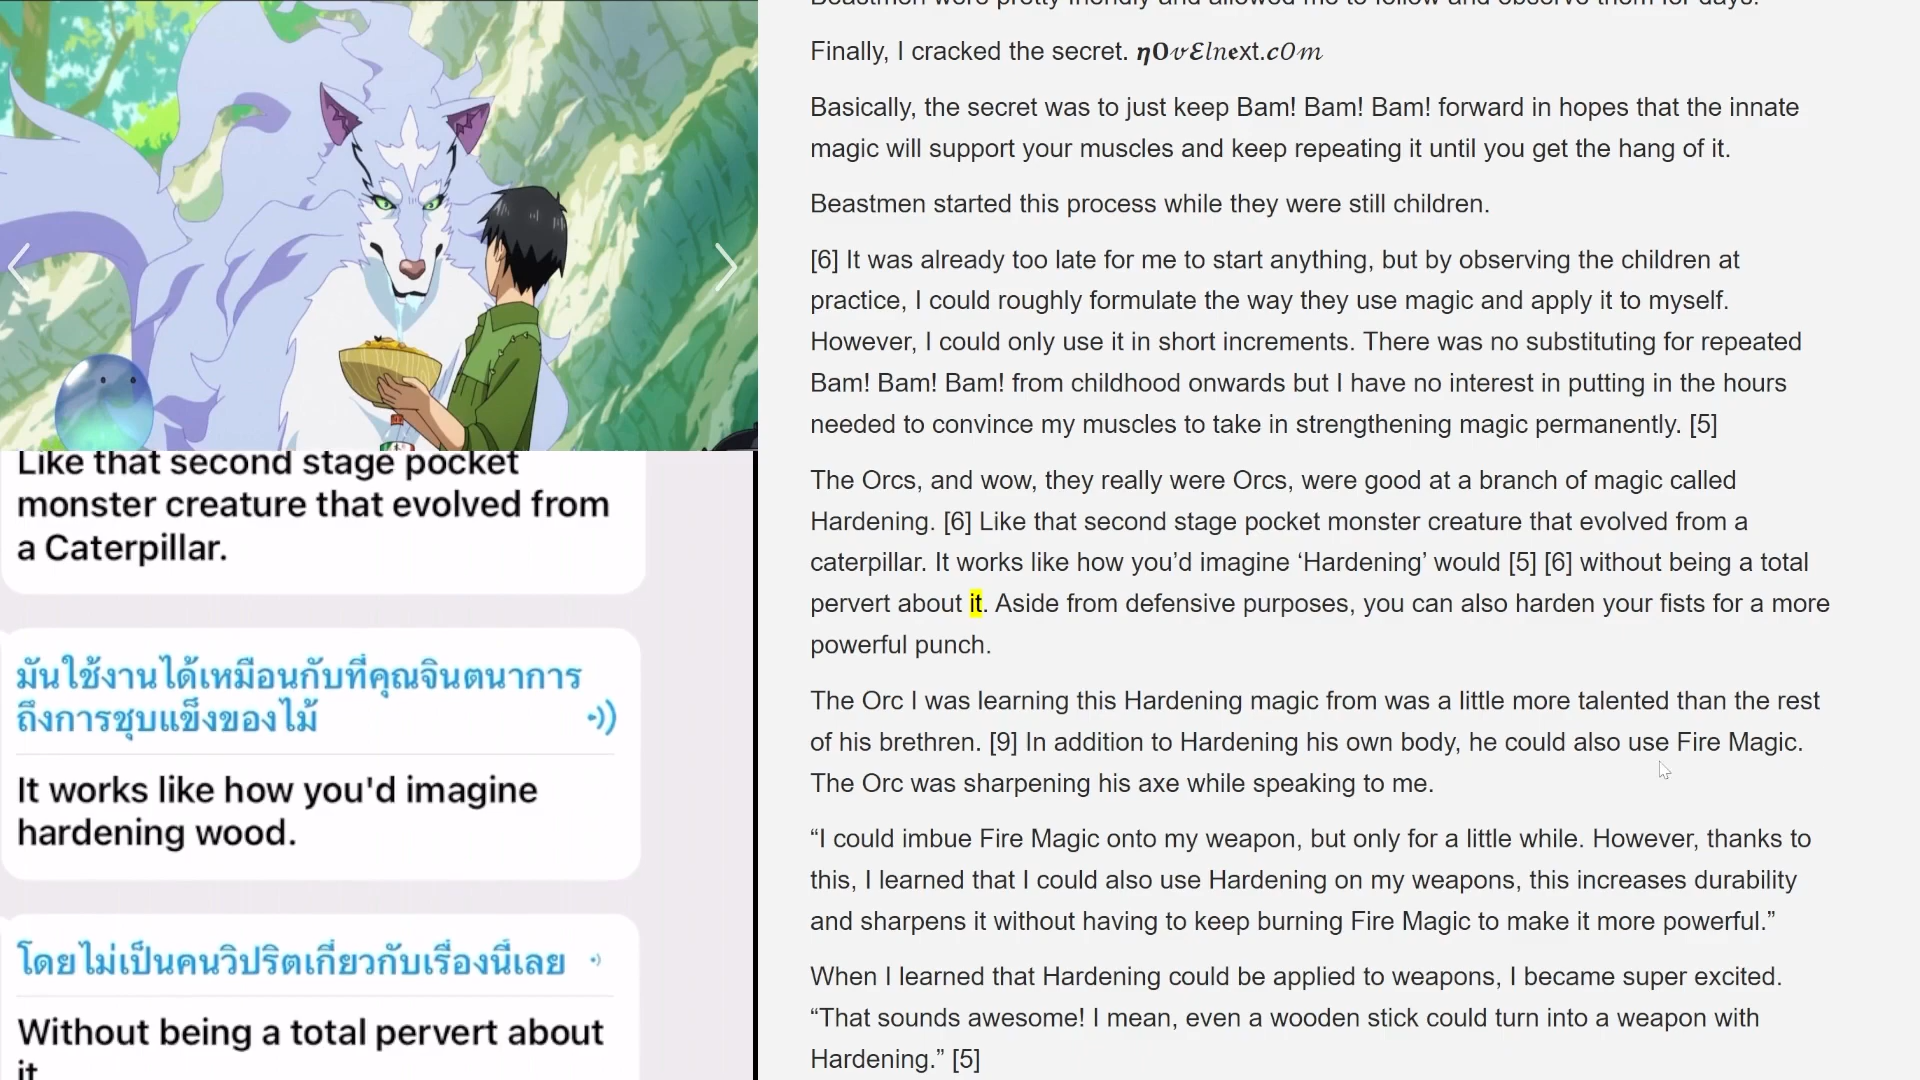 Like that second stage pocket
monster creature that evolved from
a Caterpillar.
มันใช้งานได้เหมือนกับที่คุณจินตนาการ
ถึงการชุบแข็งของไม้
It works like how you'd imagine
hardening wood.
โดยไม่เป็นคนวิปริตเกี่ยวกับเรื่องนี้เลย
Without being a total pervert about
it
Beastmen were pretty friendly and allowed me to follow and observe them for days.
Finally, I cracked the secret. 𝜼𝐎𝑣𝓔𝑙𝑛𝖊xt.𝒄𝑂𝑚
Basically, the secret was to just keep Bam! Bam! Bam! forward in hopes that the innate
magic will support your muscles and keep repeating it until you get the hang of it.
Beastmen started this process while they were still children.
[6] It was already too late for me to start anything, but by observing the children at
practice, I could roughly formulate the way they use magic and apply it to myself.
However, I could only use it in short increments. There was no substituting for repeated
Bam! Bam! Bam! from childhood onwards but I have no interest in putting in the hours
needed to convince my muscles to take in strengthening magic permanently. [5]
The Orcs, and wow, they really were Orcs, were good at a branch of magic called
Hardening. [6] Like that second stage pocket monster creature that evolved from a
caterpillar. It works like how you’d imagine ‘Hardening’ would [5] [6] without being a total
pervert about it. Aside from defensive purposes, you can also harden your fists for a more
powerful punch.
The Orc I was learning this Hardening magic from was a little more talented than the rest
of his brethren. [9] In addition to Hardening his own body, he could also use Fire Magic.
The Orc was sharpening his axe while speaking to me.
“I could imbue Fire Magic onto my weapon, but only for a little while. However, thanks to
this, I learned that I could also use Hardening on my weapons, this increases durability
and sharpens it without having to keep burning Fire Magic to make it more powerful.”
When I learned that Hardening could be applied to weapons, I became super excited.
“That sounds awesome! I mean, even a wooden stick could turn into a weapon with
Hardening.” [5]